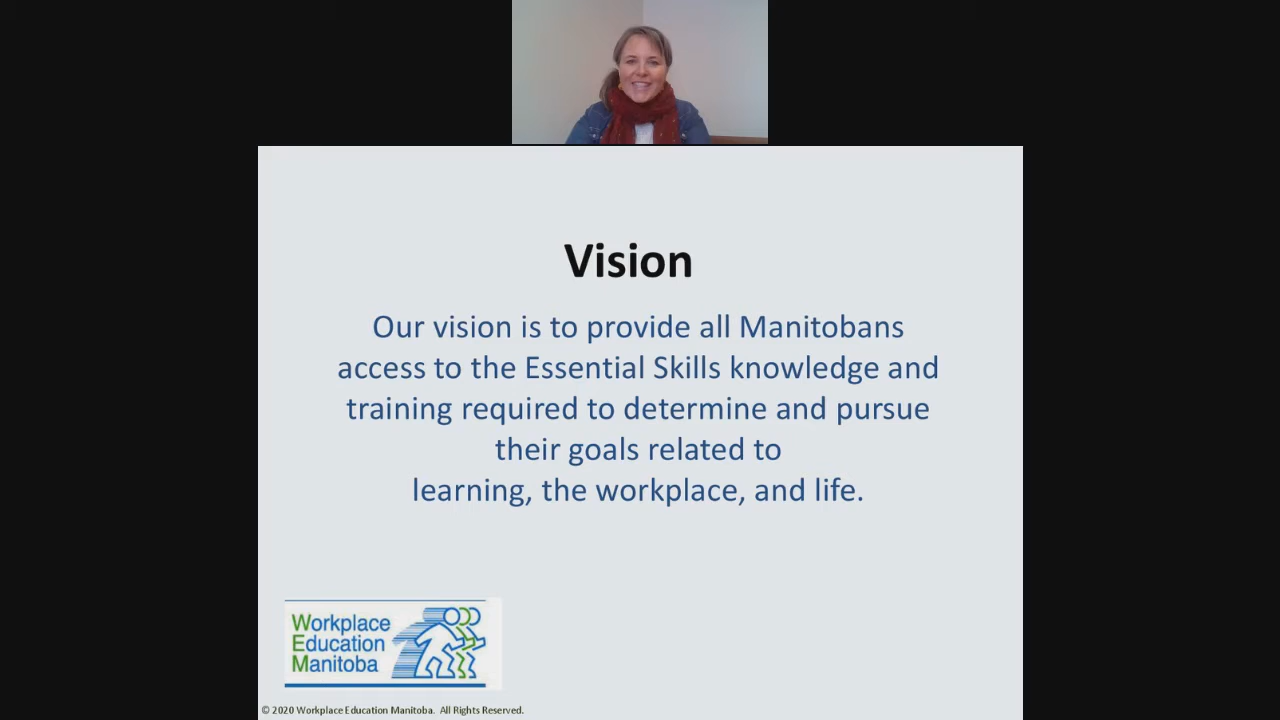 Vision
Our vision is to provide all Manitobans
access to the Essential Skills knowledge and
training required to determine and pursue
their goals related to
learning, the workplace, and life.
Workplace
Education
Manitoba
© 2020 Workplace Education Manitoba. All Rights Reserved.